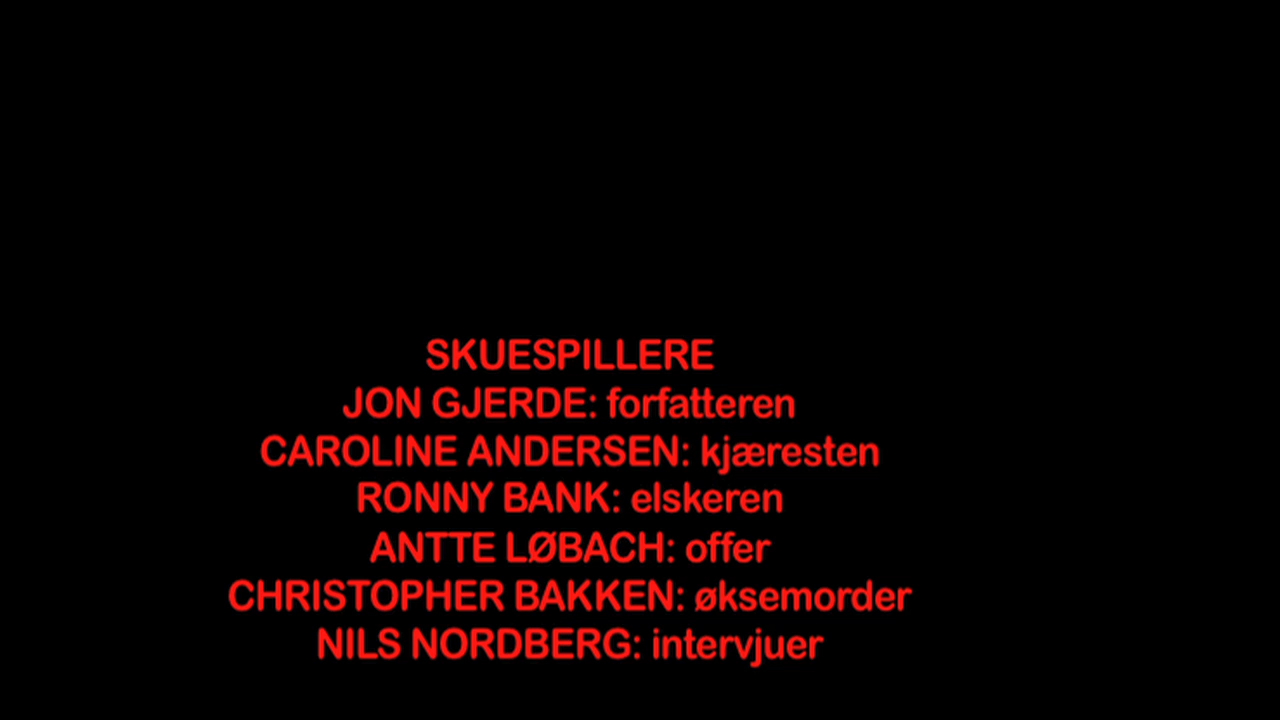 SKUESPILLERE
JON GJERDE: forfatteren
CAROLINE ANDERSEN: kjæresten
RONNY BANK: elskeren
ANTTE LØBACH: offer
CHRISTOPHER BAKKEN: øksemorder
NILS NORDBERG: intervjuer